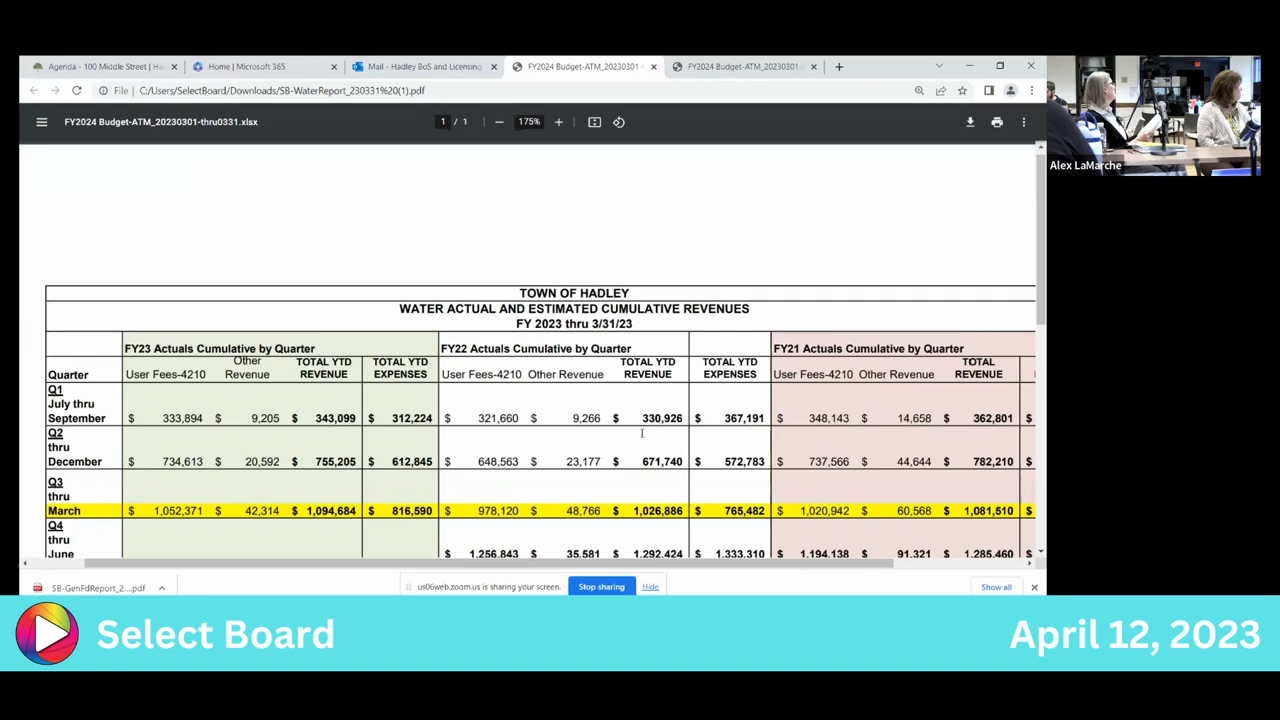 Agenda - 100 Middle Street | Ha
Home | Microsoft 365
Mail - Hadley BoS and Licensing
FY2024 Budget-ATM_20230301-
FY2024 Budget-ATM_20230301-
File | C:/Users/SelectBoard/Downloads/SB-WaterReport_230331%20(1).pdf
FY2024 Budget-ATM_20230301-thru0331.xlsx
1 / 1
175%
Alex LaMarche
TOWN OF HADLEY
WATER ACTUAL AND ESTIMATED CUMULATIVE REVENUES
FY 2023 thru 3/31/23
FY23 Actuals Cumulative by Quarter FY22 Actuals Cumulative by Quarter FY21 Actuals Cumulative by Quarter
Quarter User Fees-4210 Other Revenue TOTAL YTD REVENUE TOTAL YTD EXPENSES User Fees-4210 Other Revenue TOTAL YTD REVENUE TOTAL YTD EXPENSES User Fees-4210 Other Revenue TOTAL REVENUE
Q1
July thru
September $ 333,894 $ 9,205 $ 343,099 $ 312,224 $ 321,660 $ 9,266 $ 330,926 $ 367,191 $ 348,143 $ 14,658 $ 362,801 $
Q2
thru
December $ 734,613 $ 20,592 $ 755,205 $ 612,845 $ 648,563 $ 23,177 $ 671,740 $ 572,783 $ 737,566 $ 44,644 $ 782,210 $
Q3
thru
March $ 1,052,371 $ 42,314 $ 1,094,684 $ 816,590 $ 978,120 $ 48,766 $ 1,026,886 $ 765,482 $ 1,020,942 $ 60,568 $ 1,081,510 $
Q4
thru
June $ 1,256,843 $ 35,581 $ 1,292,424 $ 1,333,310 $ 1,194,138 $ 91,321 $ 1,285,460 $
SB-GenFdReport_2....pdf
us06web.zoom.us is sharing your screen.
Stop sharing
Hide
Show all
Select Board
April 12, 2023